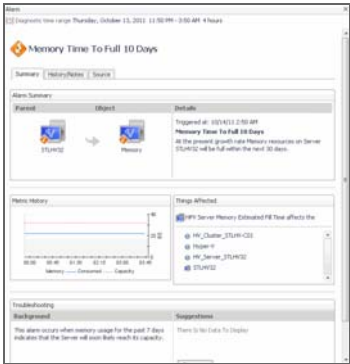 Alarm
Diagnostic time range Thursday, October 13, 2011 11:50 PM - 3:50 AM 4 hours
Memory Time To Full 10 Days
Summary
History/Notes
Source
Alarm Summary
Parent
Object
Details
STLHV32
Memory
Triggered at: 10/14/11 2:50 AM
Memory Time To Full 10 Days
At the present growth rate Memory resources on Server
STLHV32 will be full within the next 30 days.
Metric History
Memory
Consumed
Capacity
Things Affected
HPV Server Memory Estimated Fill Time affects the
HV_Cluster_STLHV-CS1
Hyper-V
HV_Server_STLHV32
STLHV32
Troubleshooting
Background
Suggestions
This alarm occurs when memory usage for the past 7 days
indicates that the Server will soon likely reach its capacity.
There Is No Data To Display